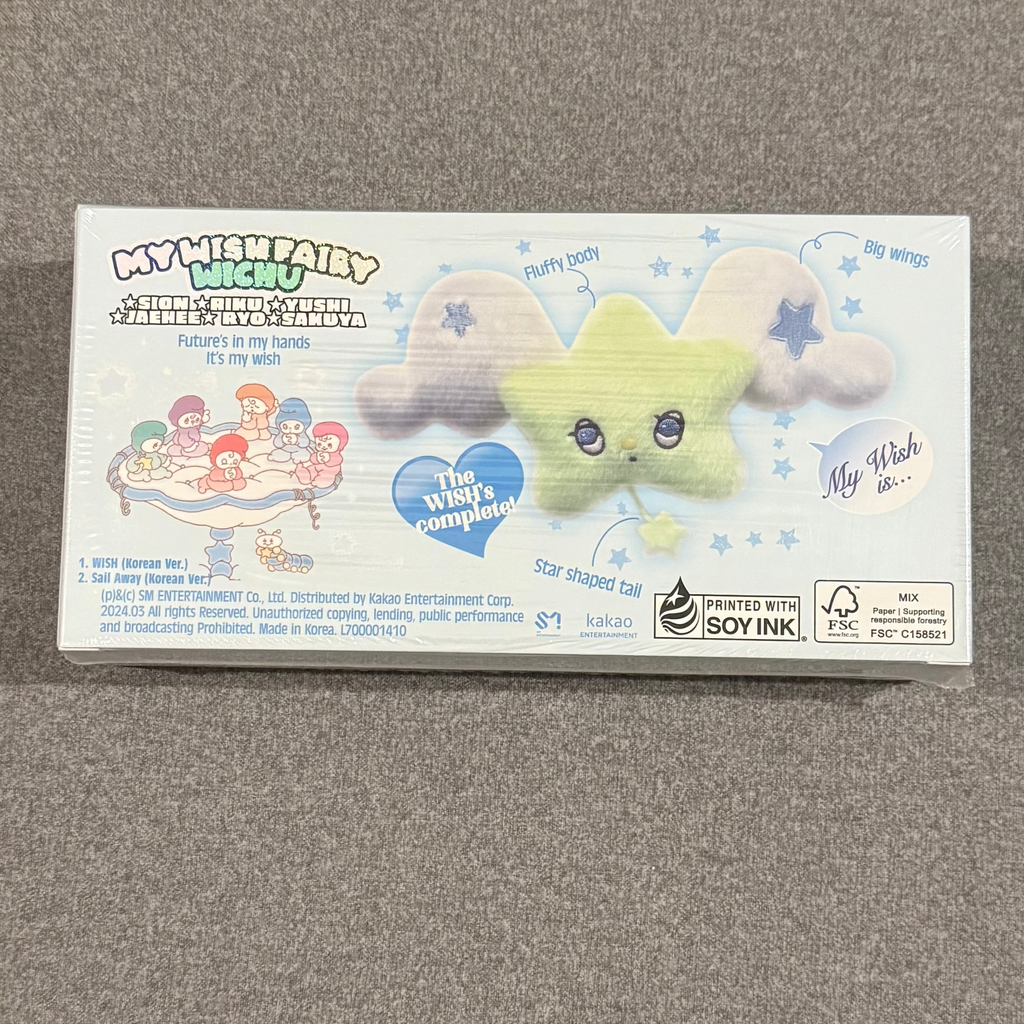 MY WISH FAIRY
WICHU
★SION ★RIKU ★YUSHI
★JAEHEE★ RYO★SAKUYA
Future's in my hands
It's my wish
Fluffy body
Big wings
The
WISH's
complete!
My Wish
is...
Star shaped tail
1. WISH (Korean Ver.)
2. Sail Away (Korean Ver.)
(p)&(c) SM ENTERTAINMENT Co., Ltd. Distributed by Kakao Entertainment Corp.
2024.03 All rights Reserved. Unauthorized copying, lending, public performance
and broadcasting Prohibited. Made in Korea. L700001410
SM!
kakao
ENTERTAINMENT
PRINTED WITH
SOY INK
®
FSC
www.fsc.org
MIX
Paper | Supporting
responsible forestry
FSC™ C158521